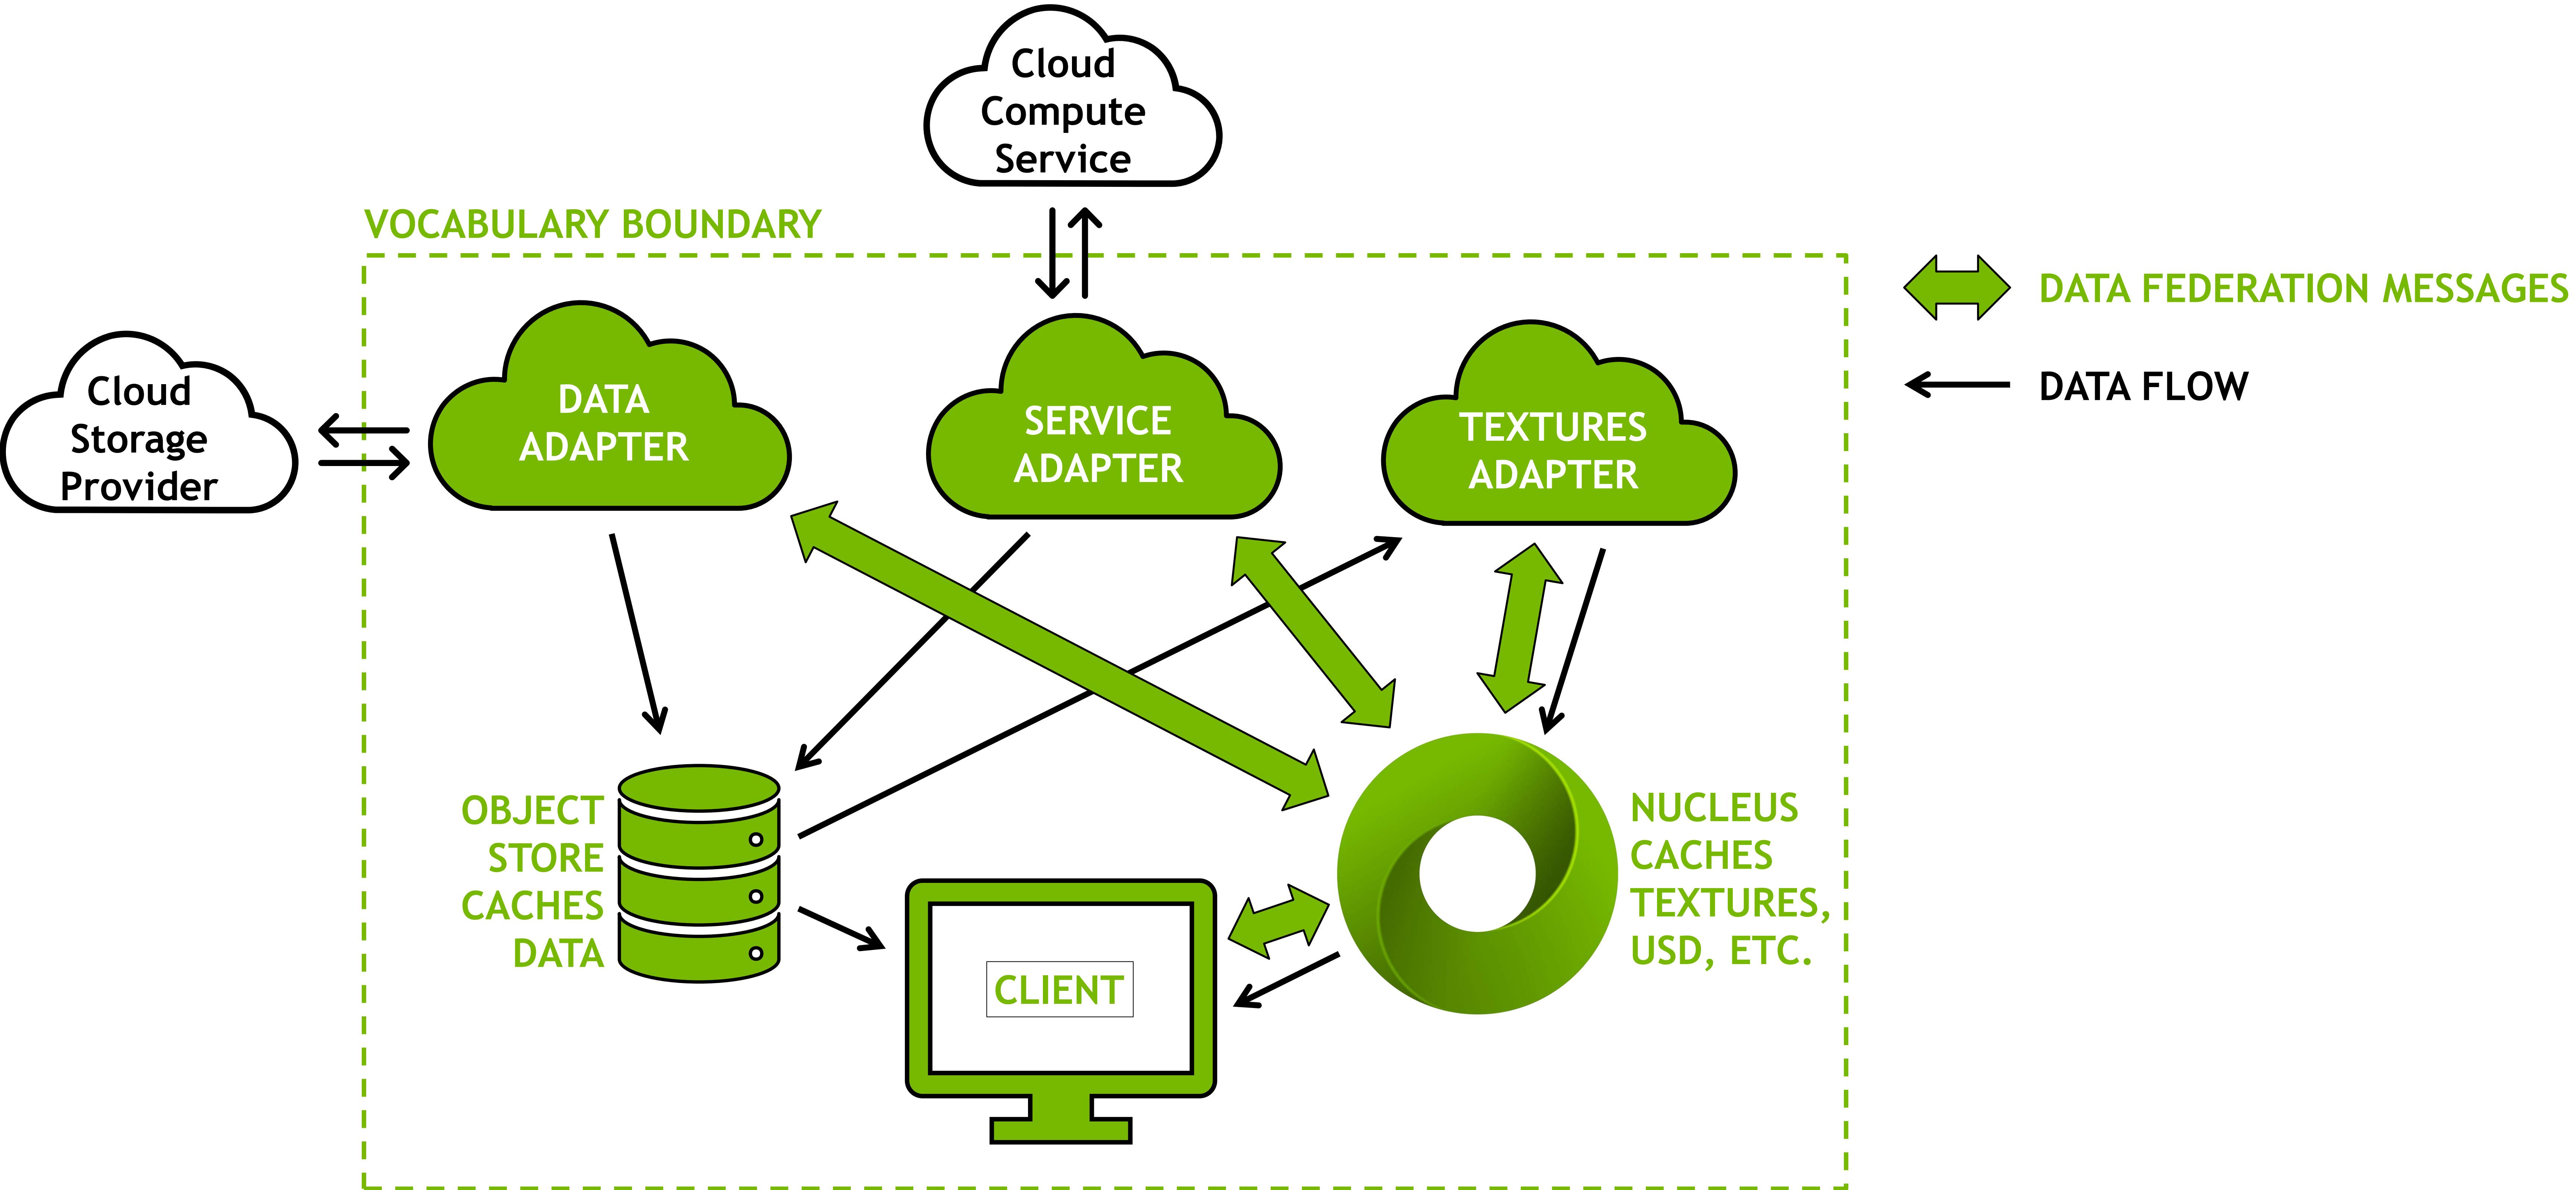 Cloud
Compute
Service
VOCABULARY BOUNDARY
DATA FEDERATION MESSAGES
DATA FLOW
Cloud
Storage
Provider
DATA
ADAPTER
SERVICE
ADAPTER
TEXTURES
ADAPTER
OBJECT
STORE
CACHES
DATA
CLIENT
NUCLEUS
CACHES
TEXTURES,
USD, ETC.